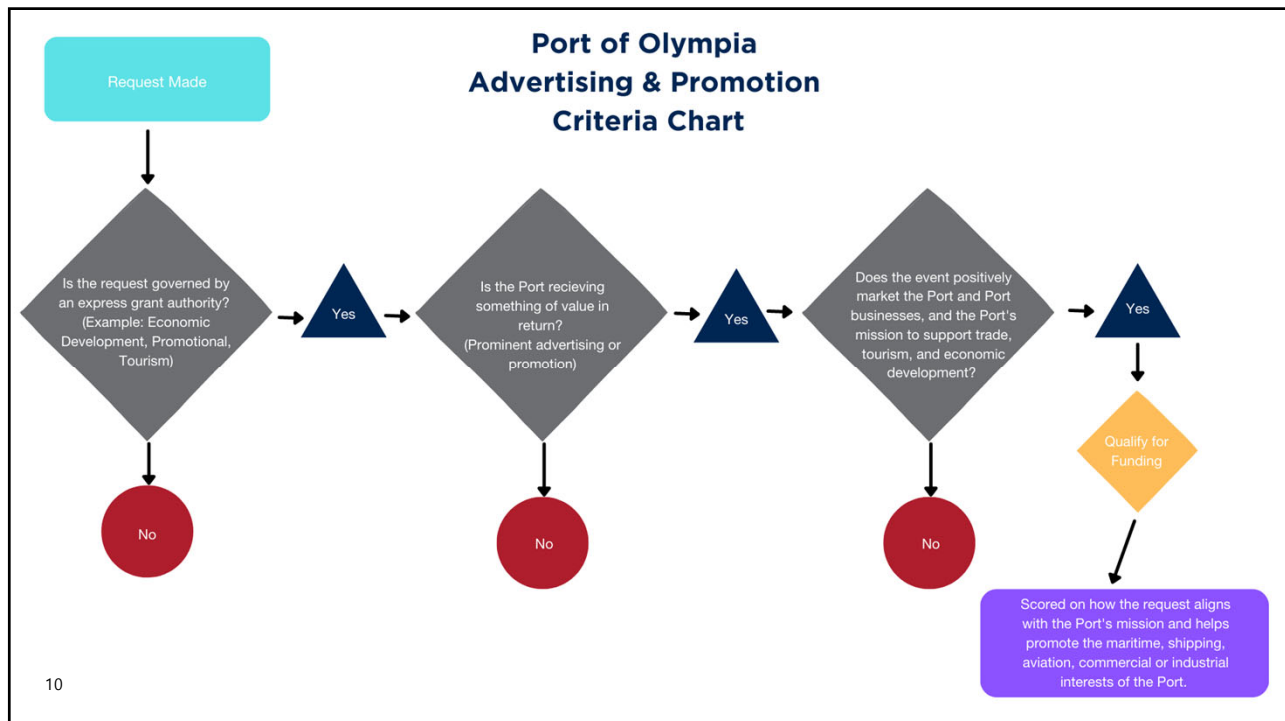 Port of Olympia
Advertising & Promotion
Criteria Chart
Request Made
Is the request governed by
an express grant authority?
(Example: Economic
Development, Promotional,
Tourism)
Yes
Is the Port recieving
something of value in
return?
(Prominent advertising or
promotion)
Yes
Does the event positively
market the Port and Port
businesses, and the Port's
mission to support trade,
tourism, and economic
development?
Yes
No
No
No
Qualify for
Funding
Scored on how the request aligns
with the Port's mission and helps
promote the maritime, shipping,
aviation, commercial or industrial
interests of the Port.
10